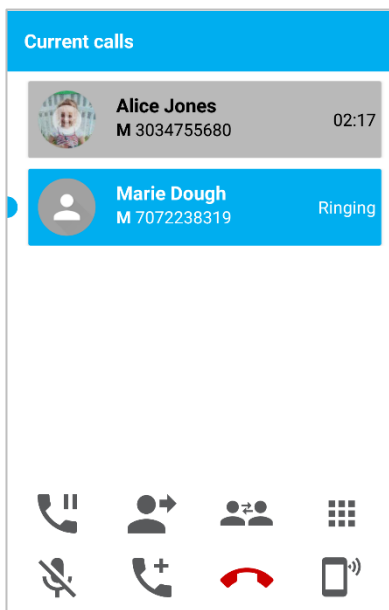 Current calls
Alice Jones
M 3034755680
02:17
Marie Dough
M 7072238319
Ringing